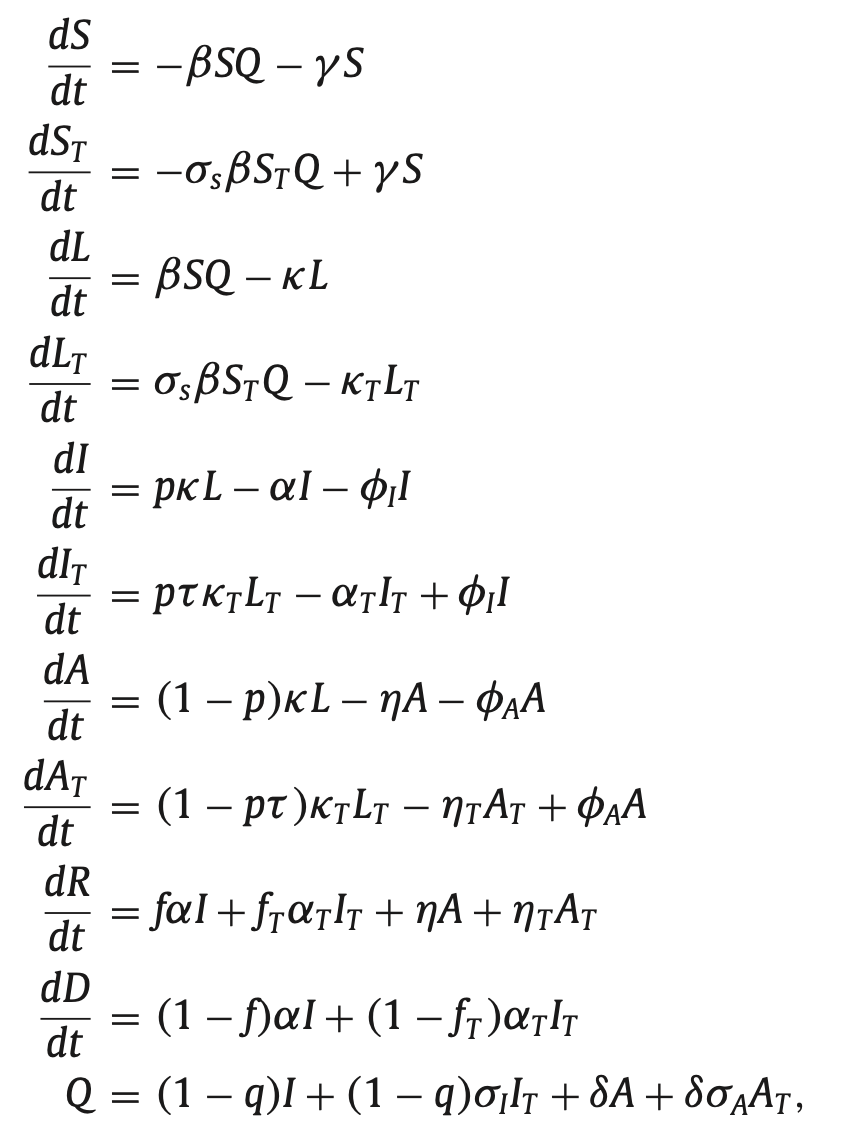 dS/dt = −βSQ − γS
dS_T/dt = −σ_sβS_TQ + γS
dL/dt = βSQ − κL
dL_T/dt = σ_sβS_TQ − κ_TL_T
dI/dt = pκL − αI − ϕ_II
dI_T/dt = pτκ_TL_T − α_TI_T + ϕ_II
dA/dt = (1 − p)κL − ηA − ϕ_AA
dA_T/dt = (1 − pτ)κ_TL_T − η_TA_T + ϕ_AA
dR/dt = fαI + f_Tα_TI_T + ηA + η_TA_T
dD/dt = (1 − f)αI + (1 − f_T)α_TI_T
Q = (1 − q)I + (1 − q)σ_II_T + δA + δσ_AA_T,